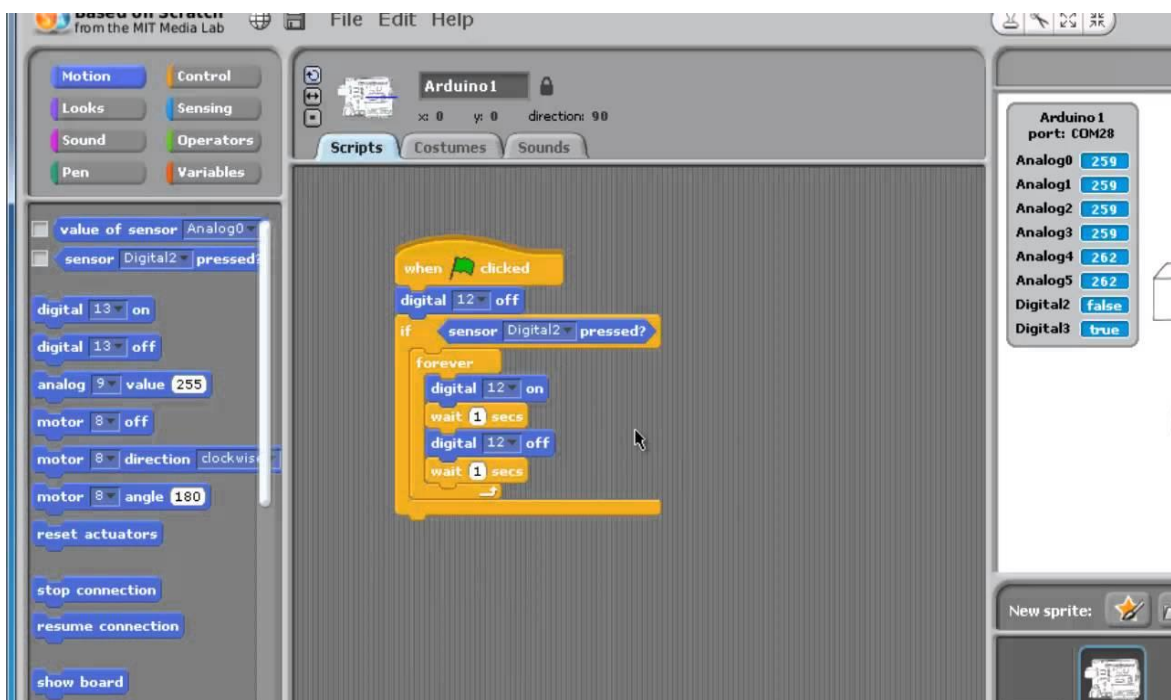 Based on Scratch
from the MIT Media Lab
File Edit Help
Motion Control
Looks Sensing
Sound Operators
Pen Variables
Arduino1
x: 0 y: 0 direction: 90
Scripts Costumes Sounds
value of sensor Analog0
sensor Digital2 pressed?
digital 13 on
digital 13 off
analog 9 value 255
motor 8 off
motor 8 direction clockwise
motor 8 angle 180
reset actuators
stop connection
resume connection
show board
when clicked
digital 12 off
if sensor Digital2 pressed?
forever
digital 12 on
wait 1 secs
digital 12 off
wait 1 secs
Arduino1
port: COM28
Analog0 259
Analog1 259
Analog2 259
Analog3 259
Analog4 262
Analog5 262
Digital2 false
Digital3 true
New sprite: